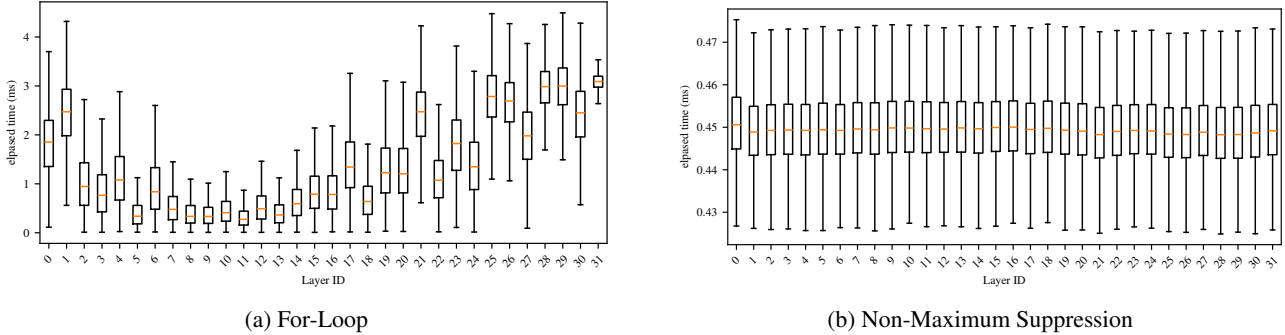 4
3
2
1
0
elpased time (ms)
0 1 2 3 4 5 6 7 8 9 10 11 12 13 14 15 16 17 18 19 20 21 22 23 24 25 26 27 28 29 30 31
Layer ID
(a) For-Loop
0.47
0.46
0.45
0.44
0.43
elpased time (ms)
0 1 2 3 4 5 6 7 8 9 10 11 12 13 14 15 16 17 18 19 20 21 22 23 24 25 26 27 28 29 30 31
Layer ID
(b) Non-Maximum Suppression